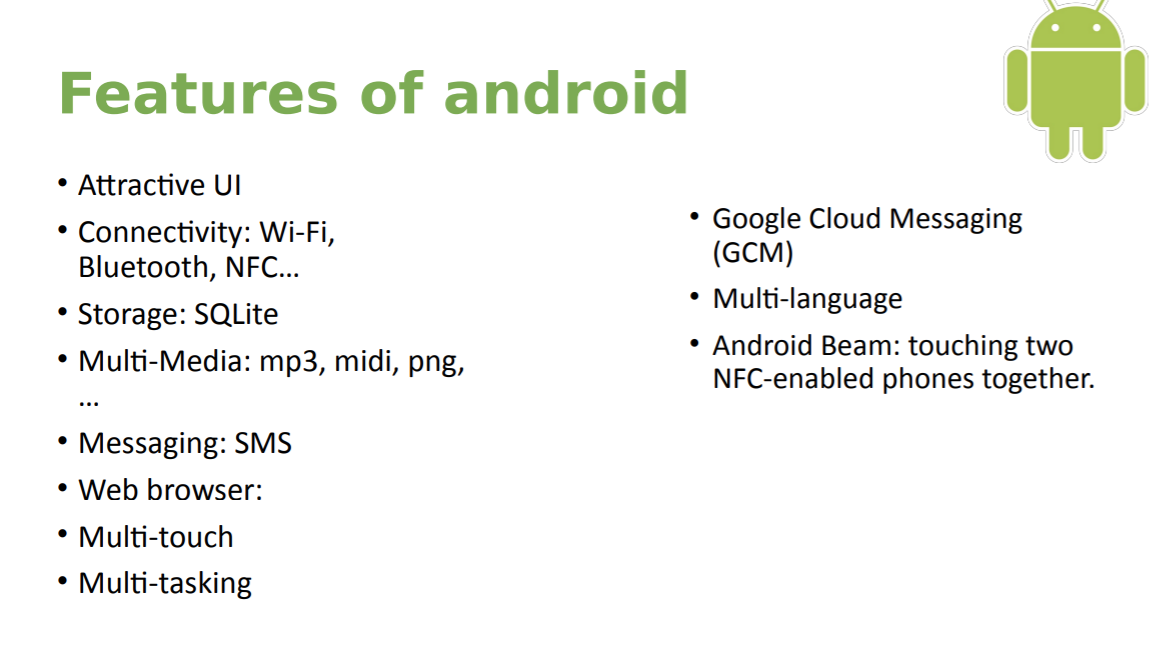 Features of android
• Attractive UI
• Connectivity: Wi-Fi,
Bluetooth, NFC...
• Storage: SQLite
• Multi-Media: mp3, midi, png,
...
• Messaging: SMS
• Web browser:
• Multi-touch
• Multi-tasking
• Google Cloud Messaging
(GCM)
• Multi-language
• Android Beam: touching two
NFC-enabled phones together.